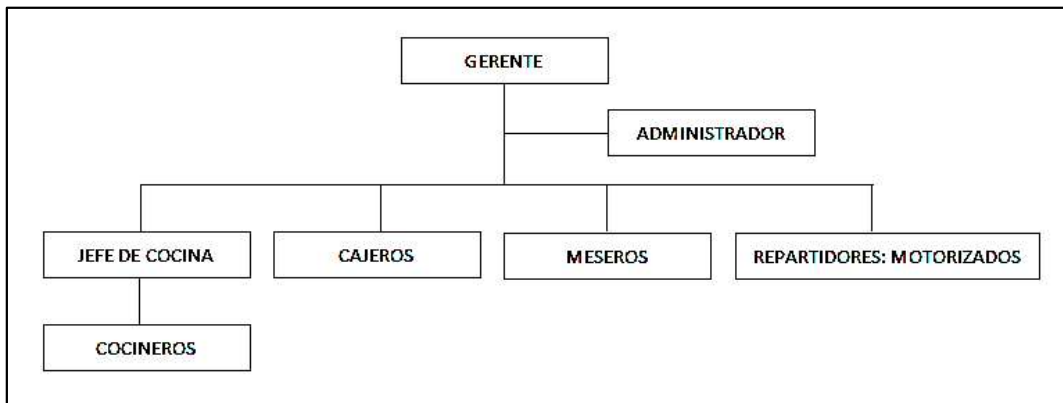 GERENTE
ADMINISTRADOR
JEFE DE COCINA
CAJEROS
MESEROS
REPARTIDORES: MOTORIZADOS
COCINEROS